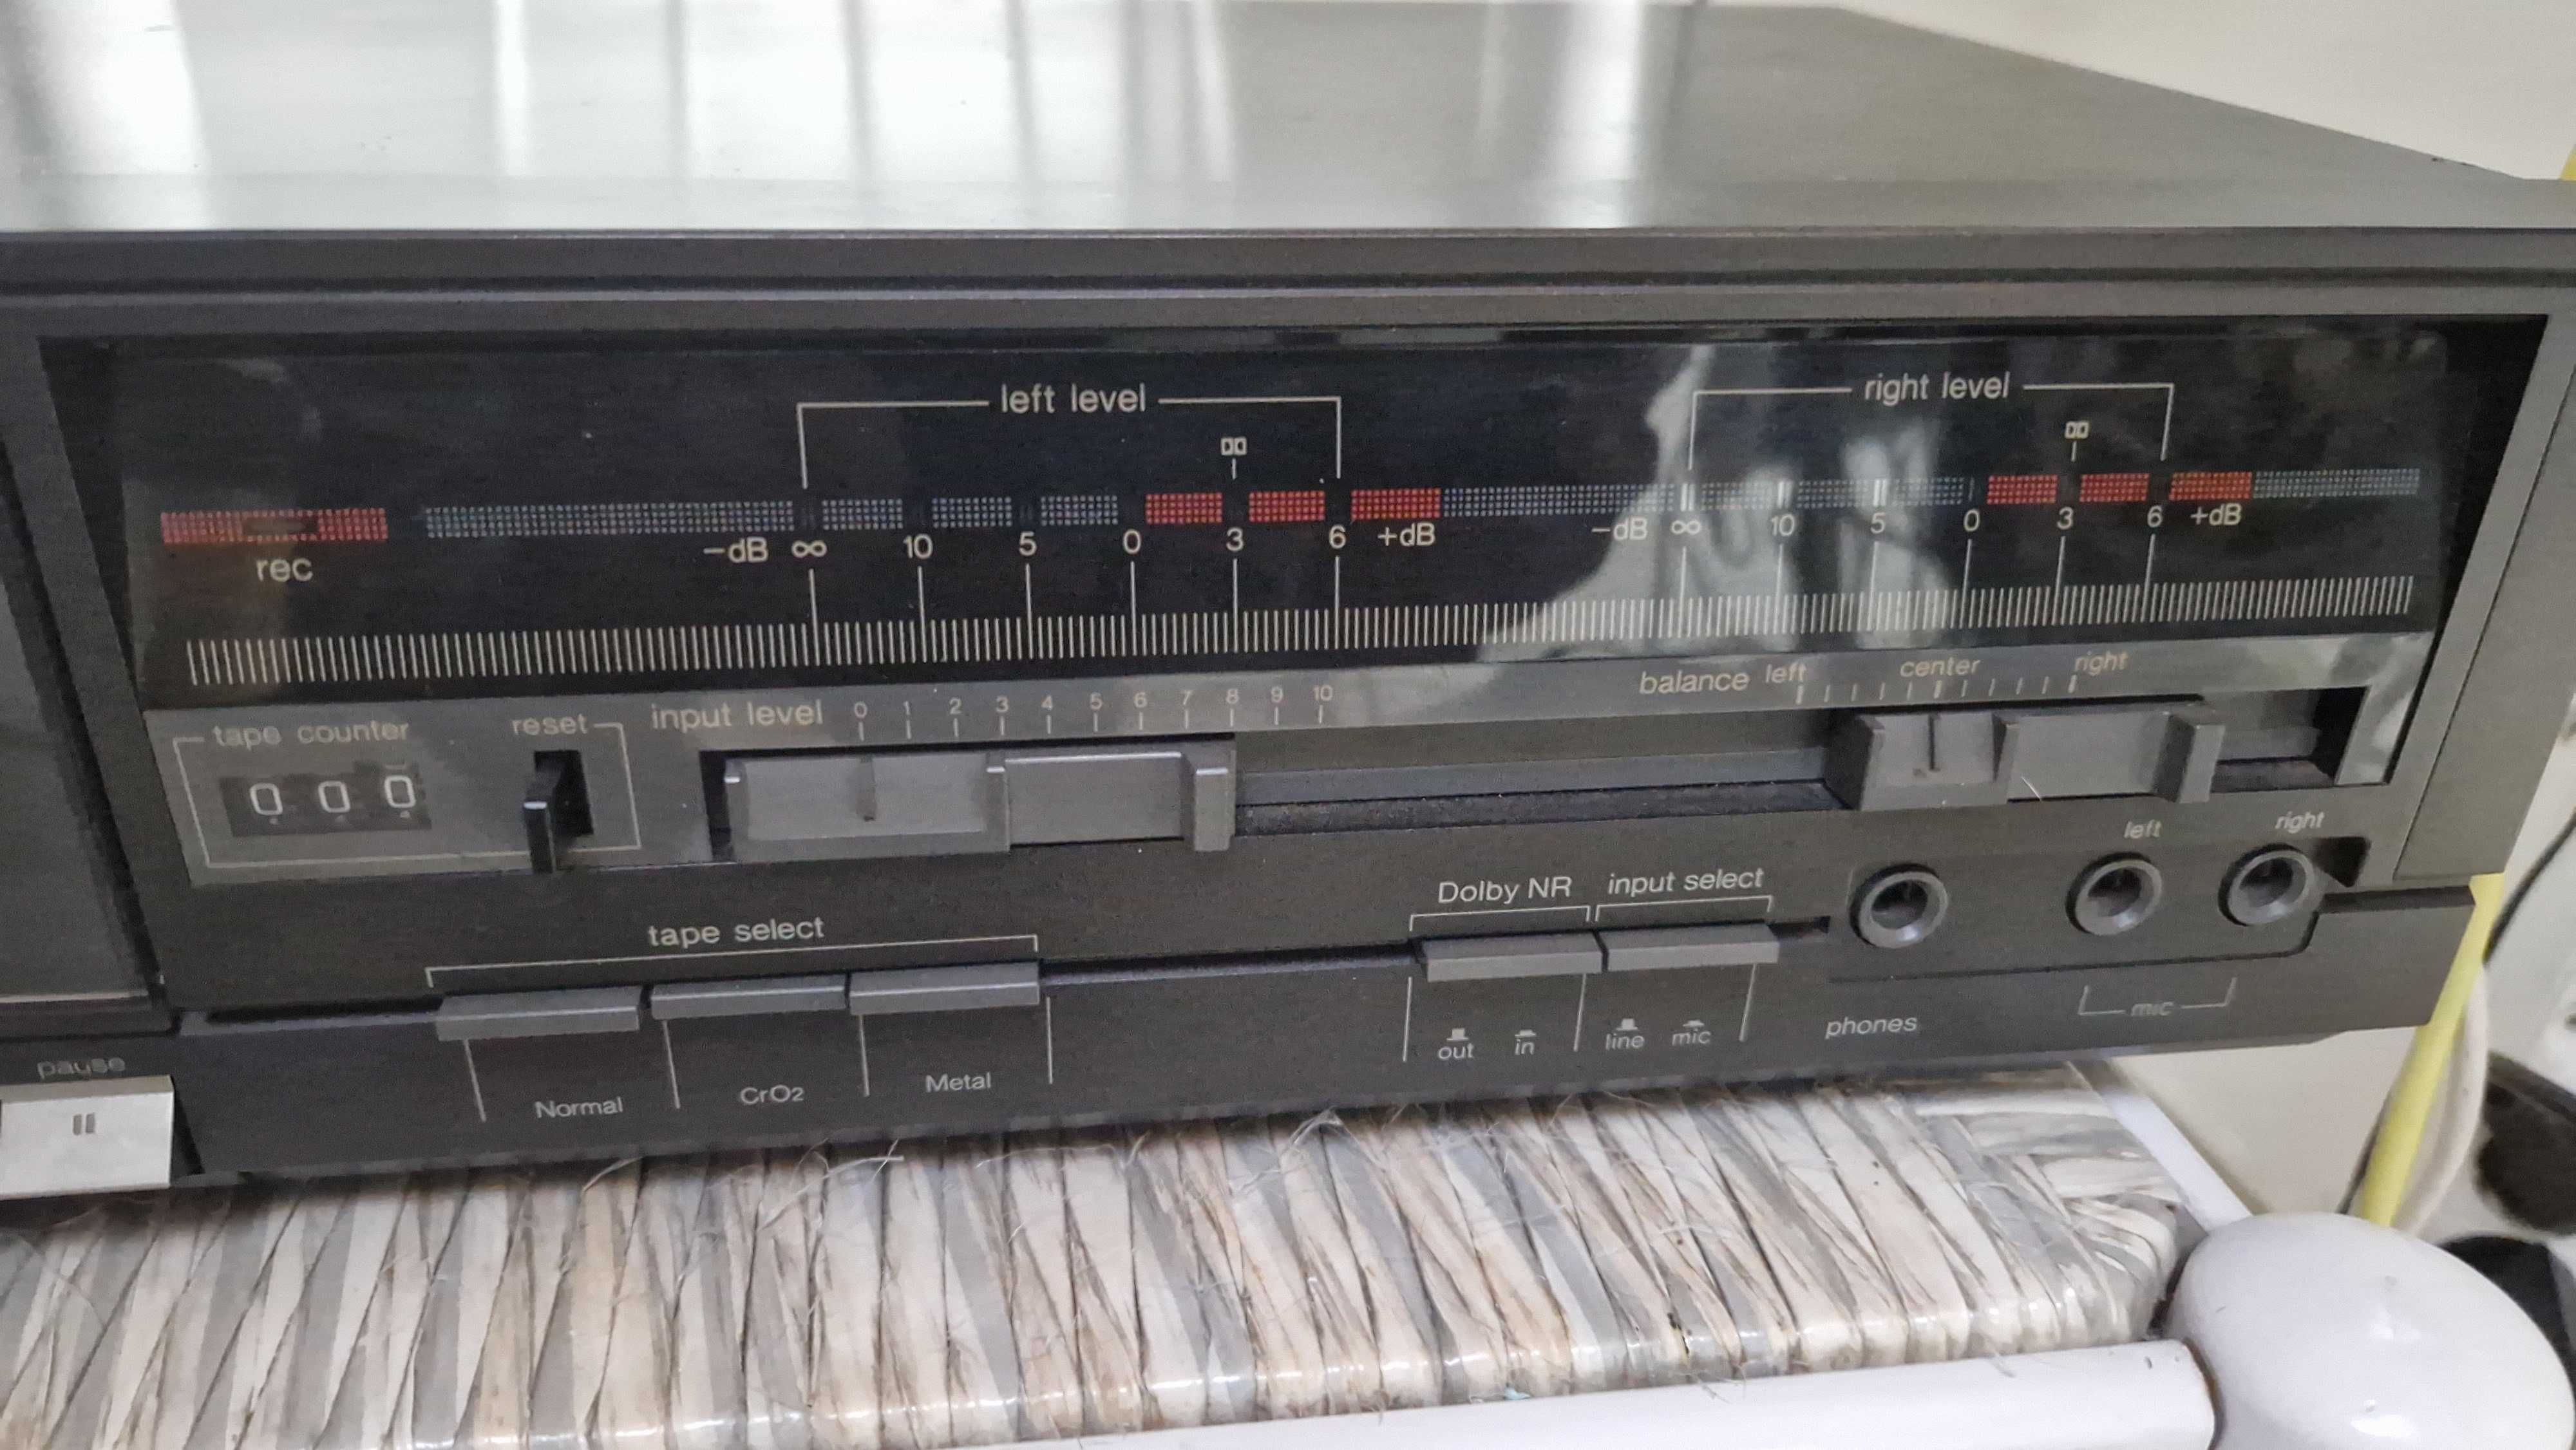 left level
right level
rec
-dB ∞ 10 5 0 3 6 +dB
-dB ∞ 10 5 0 3 6 +dB
balance left center right
input level 0 1 2 3 4 5 6 7 8 9 10
tape counter reset
0 0 0
left right
Dolby NR input select
tape select
out in line mic
phones
mic
pause
Normal CrO2 Metal